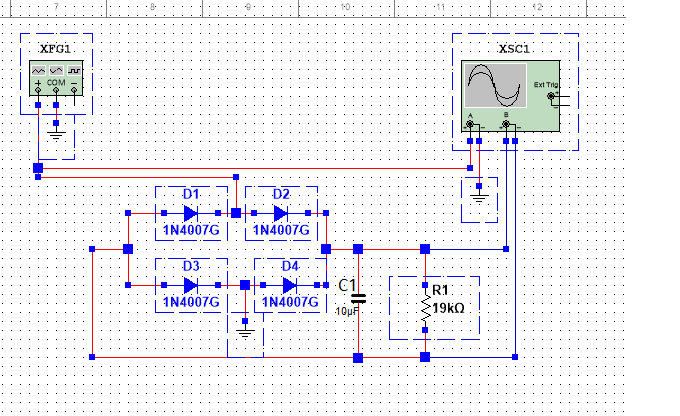 7 8 9 10 11 12
XFG1
COM
+ −
XSC1
Ext Trig
+
−
A B
+ − + −
D1 D2
1N4007G 1N4007G
D3 D4
1N4007G 1N4007G
C1
10µF
R1
19kΩ